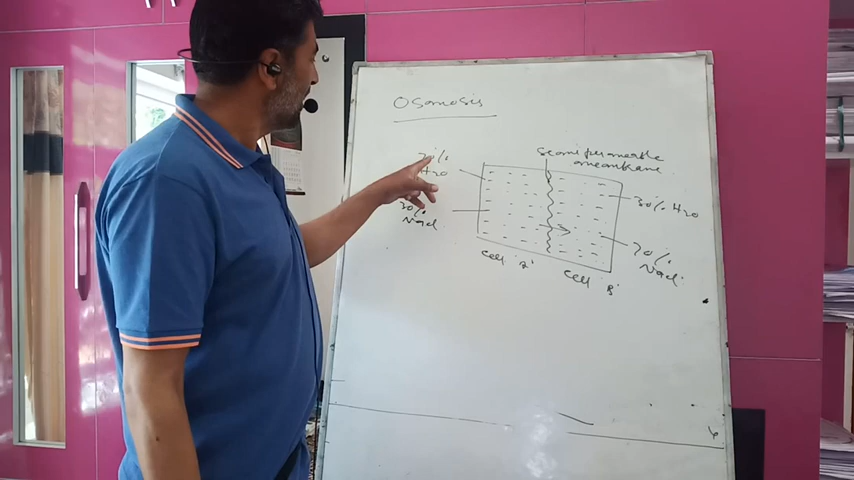 Osmosis
semi permeable
membrane
70%
H2O
30%
Nacl
30% H2O
70%
Nacl
cell 'A'
cell 'B'